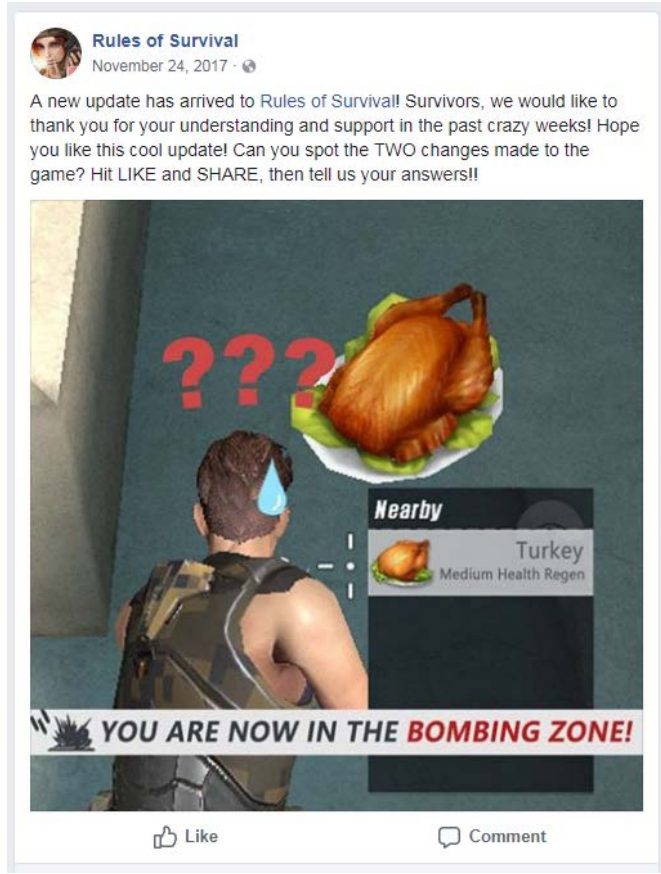 Rules of Survival
November 24, 2017 ·
A new update has arrived to Rules of Survival! Survivors, we would like to
thank you for your understanding and support in the past crazy weeks! Hope
you like this cool update! Can you spot the TWO changes made to the
game? Hit LIKE and SHARE, then tell us your answers!!
???
Nearby
Turkey
Medium Health Regen
YOU ARE NOW IN THE BOMBING ZONE!
Like
Comment